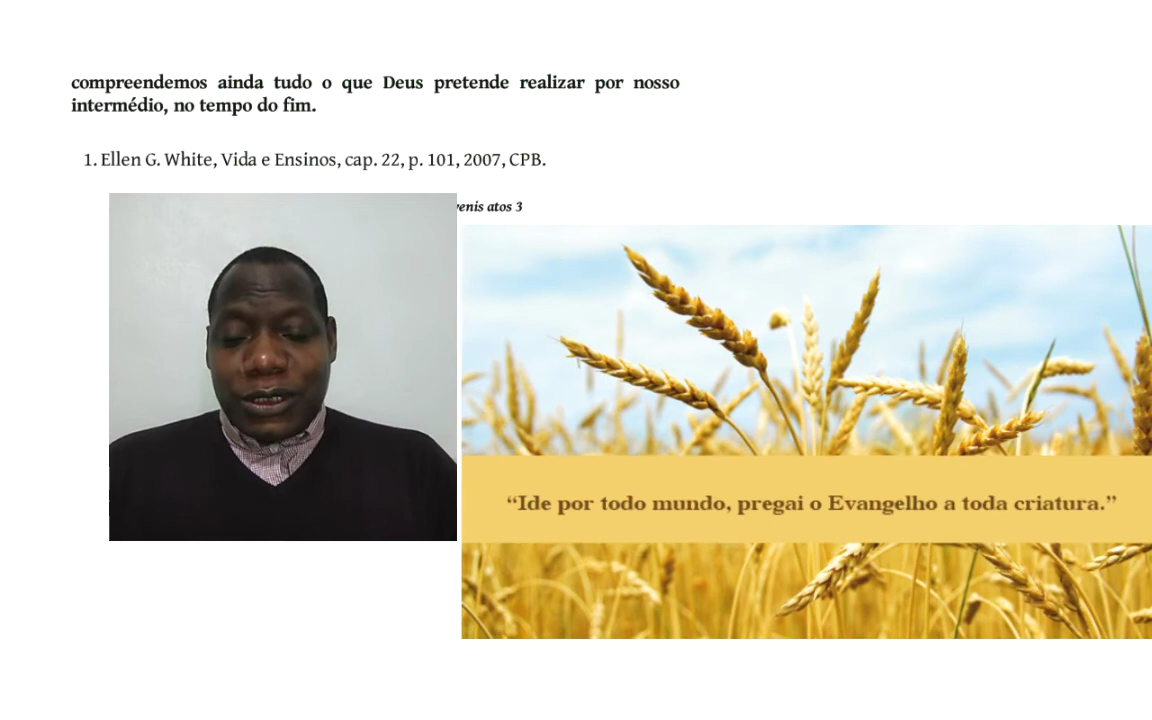 compreendemos ainda tudo o que Deus pretende realizar por nosso
intermédio, no tempo do fim.
1. Ellen G. White, Vida e Ensinos, cap. 22, p. 101, 2007, CPB.
atos 3
“Ide por todo mundo, pregai o Evangelho a toda criatura.”